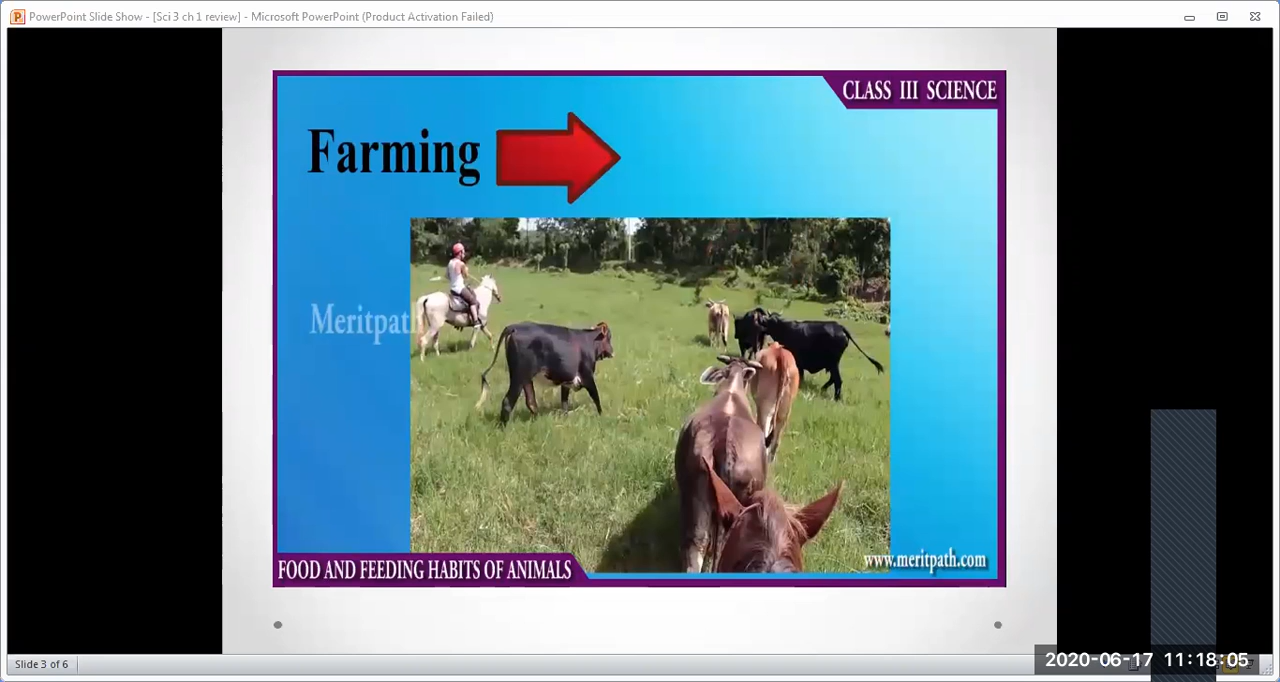 PowerPoint Slide Show - [Sci 3 ch 1 review] - Microsoft PowerPoint (Product Activation Failed)
CLASS III SCIENCE
Farming
Meritpath
www.meritpath.com
FOOD AND FEEDING HABITS OF ANIMALS
Slide 3 of 6
2020-06-17 11:18:05